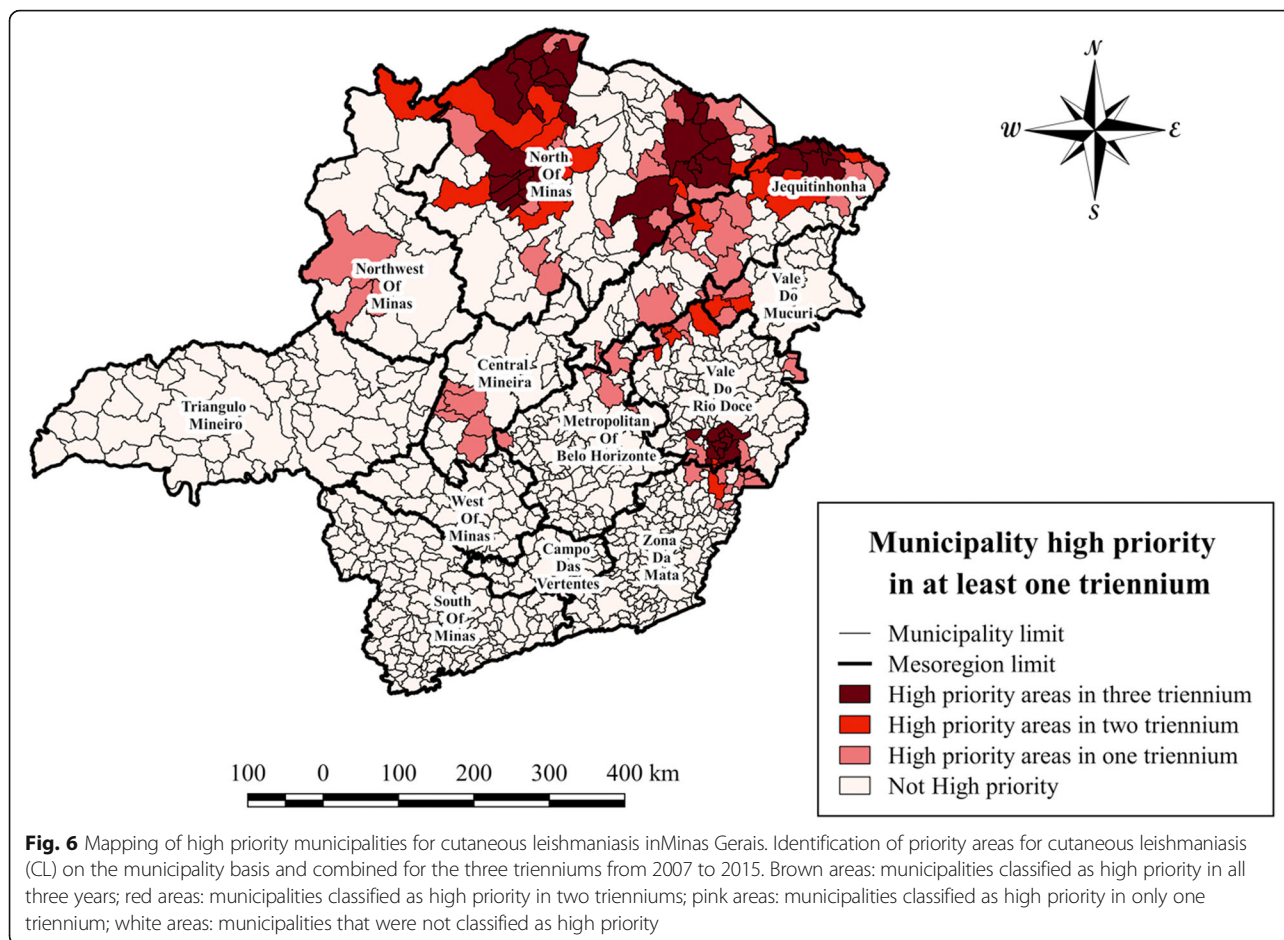 N
W
E
S
North
Of
Minas
Jequitinhonha
Northwest
Of
Minas
Vale
Do
Mucuri
Central
Mineira
Vale
Do
Rio Doce
Triangulo
Mineiro
Metropolitan
Of
Belo Horizonte
West
Of
Minas
Zona
Da
Mata
Campo
Das
Vertentes
South
Of
Minas
Municipality high priority
in at least one triennium
Municipality limit
Mesoregion limit
High priority areas in three triennium
High priority areas in two triennium
High priority areas in one triennium
Not High priority
100 0 100 200 300 400 km
Fig. 6 Mapping of high priority municipalities for cutaneous leishmaniasis inMinas Gerais. Identification of priority areas for cutaneous leishmaniasis
(CL) on the municipality basis and combined for the three trienniums from 2007 to 2015. Brown areas: municipalities classified as high priority in all
three years; red areas: municipalities classified as high priority in two trienniums; pink areas: municipalities classified as high priority in only one
triennium; white areas: municipalities that were not classified as high priority